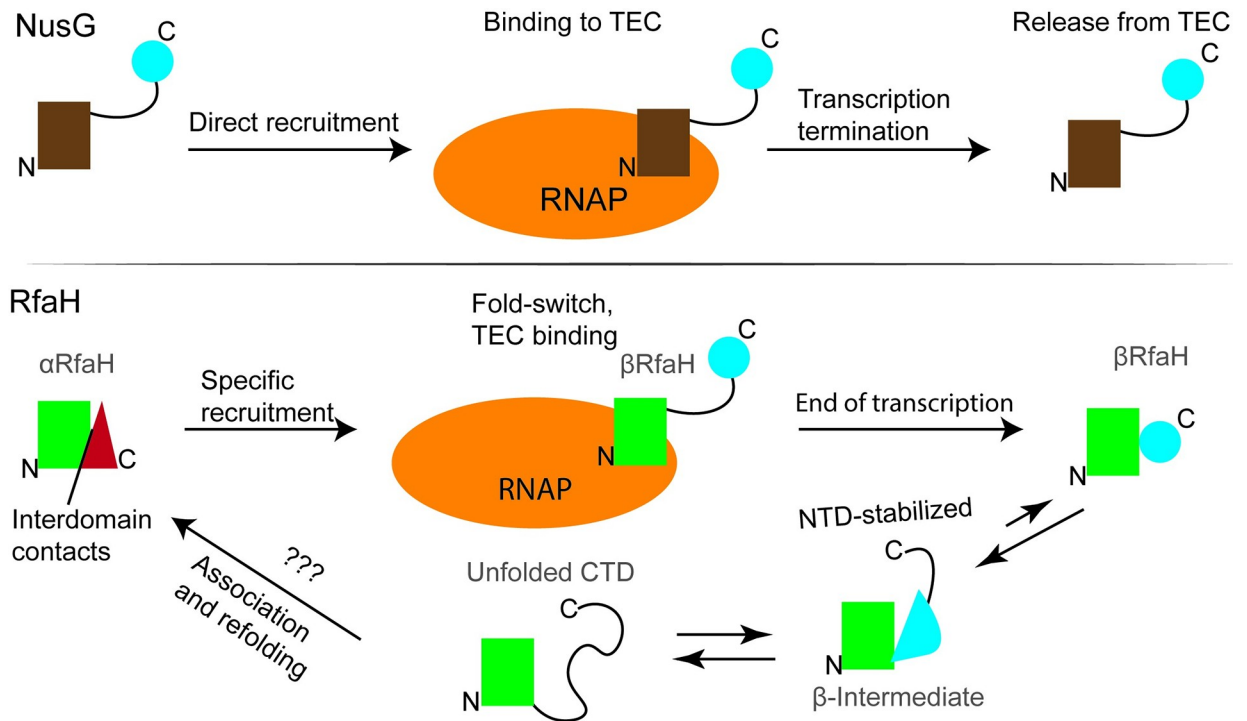 NusG
C
N
Direct recruitment
Binding to TEC
C
N
RNAP
Transcription
termination
Release from TEC
C
N
RfaH
αRfaH
N
C
Interdomain
contacts
Specific
recruitment
Fold-switch,
TEC binding
βRfaH
C
N
RNAP
End of transcription
βRfaH
C
N
NTD-stabilized
C
N
β-Intermediate
Unfolded CTD
C
N
???
Association
and refolding